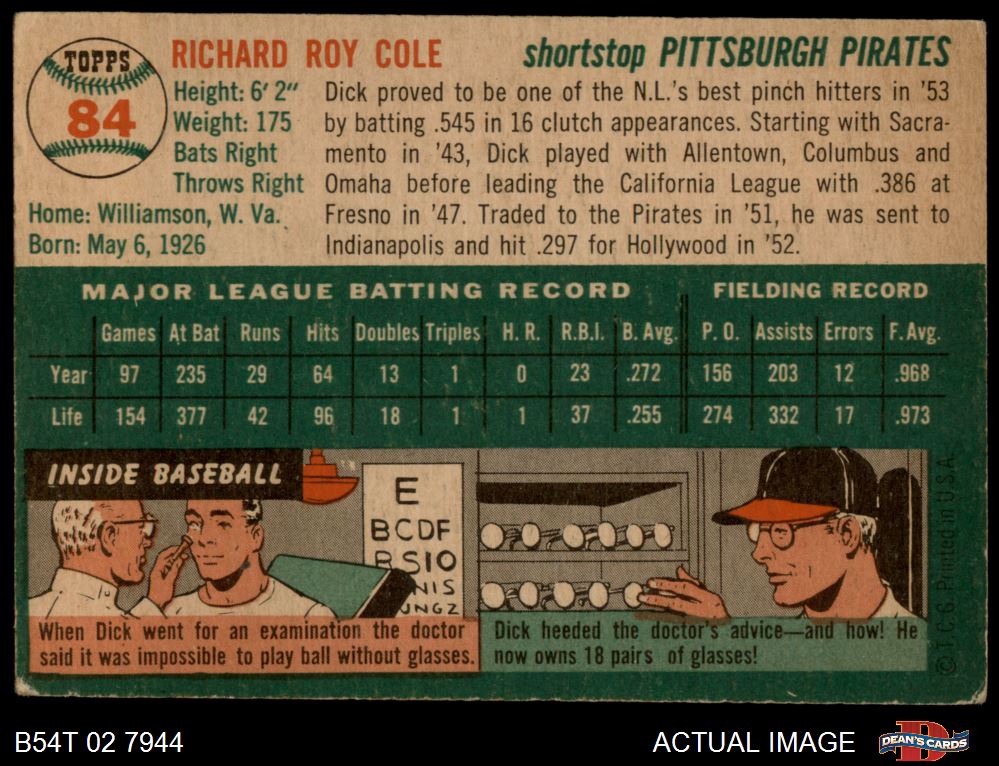 TOPPS
84
RICHARD ROY COLE
shortstop PITTSBURGH PIRATES
Height: 6' 2"
Weight: 175
Bats Right
Throws Right
Home: Williamson, W. Va.
Born: May 6, 1926
Dick proved to be one of the N.L.'s best pinch hitters in '53
by batting .545 in 16 clutch appearances. Starting with Sacra-
mento in '43, Dick played with Allentown, Columbus and
Omaha before leading the California League with .386 at
Fresno in '47. Traded to the Pirates in '51, he was sent to
Indianapolis and hit .297 for Hollywood in '52.
MAJOR LEAGUE BATTING RECORD FIELDING RECORD
Games At Bat Runs Hits Doubles Triples H. R. R.B.I. B. Avg. P. O. Assists Errors F. Avg.
Year 97 235 29 64 13 1 0 23 .272 156 203 12 .968
Life 154 377 42 96 18 1 1 37 .255 274 332 17 .973
INSIDE BASEBALL
E
BCDF
RSIO
NIS
UNGZ
When Dick went for an examination the doctor
said it was impossible to play ball without glasses.
Dick heeded the doctor's advice—and how! He
now owns 18 pairs of glasses!
© T.C.G. Printed in U.S.A.
B54T 02 7944
ACTUAL IMAGE
DEAN'S CARDS